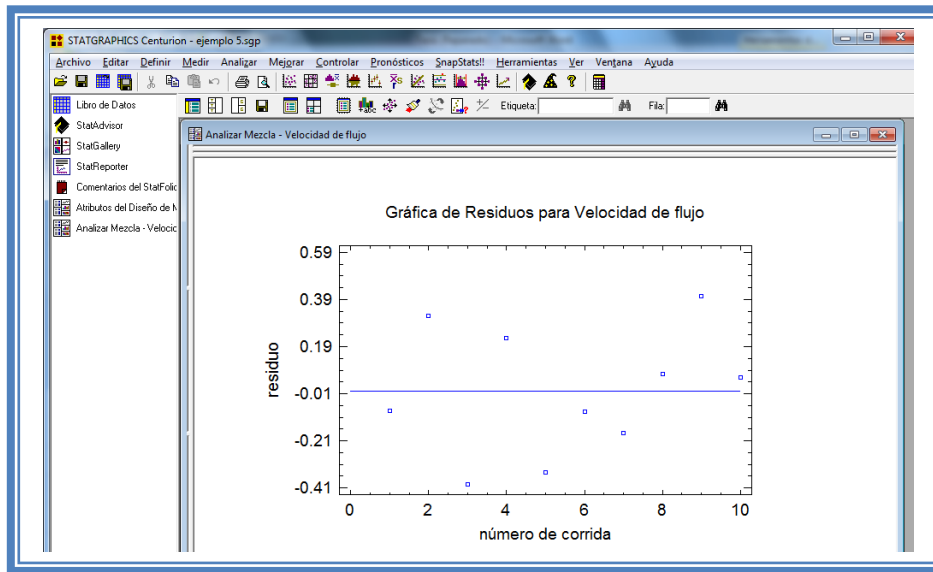 STATGRAPHICS Centurion - ejemplo 5.sgp
Archivo Editar Definir Medir Analizar Mejorar Controlar Pronósticos SnapStats!! Herramientas Ver Ventana Ayuda
Etiqueta: Fila:
Libro de Datos
StatAdvisor
StatGallery
StatReporter
Comentarios del StatFolio
Atributos del Diseño de M
Analizar Mezcla - Velocic
Analizar Mezcla - Velocidad de flujo
Gráfica de Residuos para Velocidad de flujo
0.59
0.39
0.19
-0.01
-0.21
-0.41
residuo
0 2 4 6 8 10
número de corrida